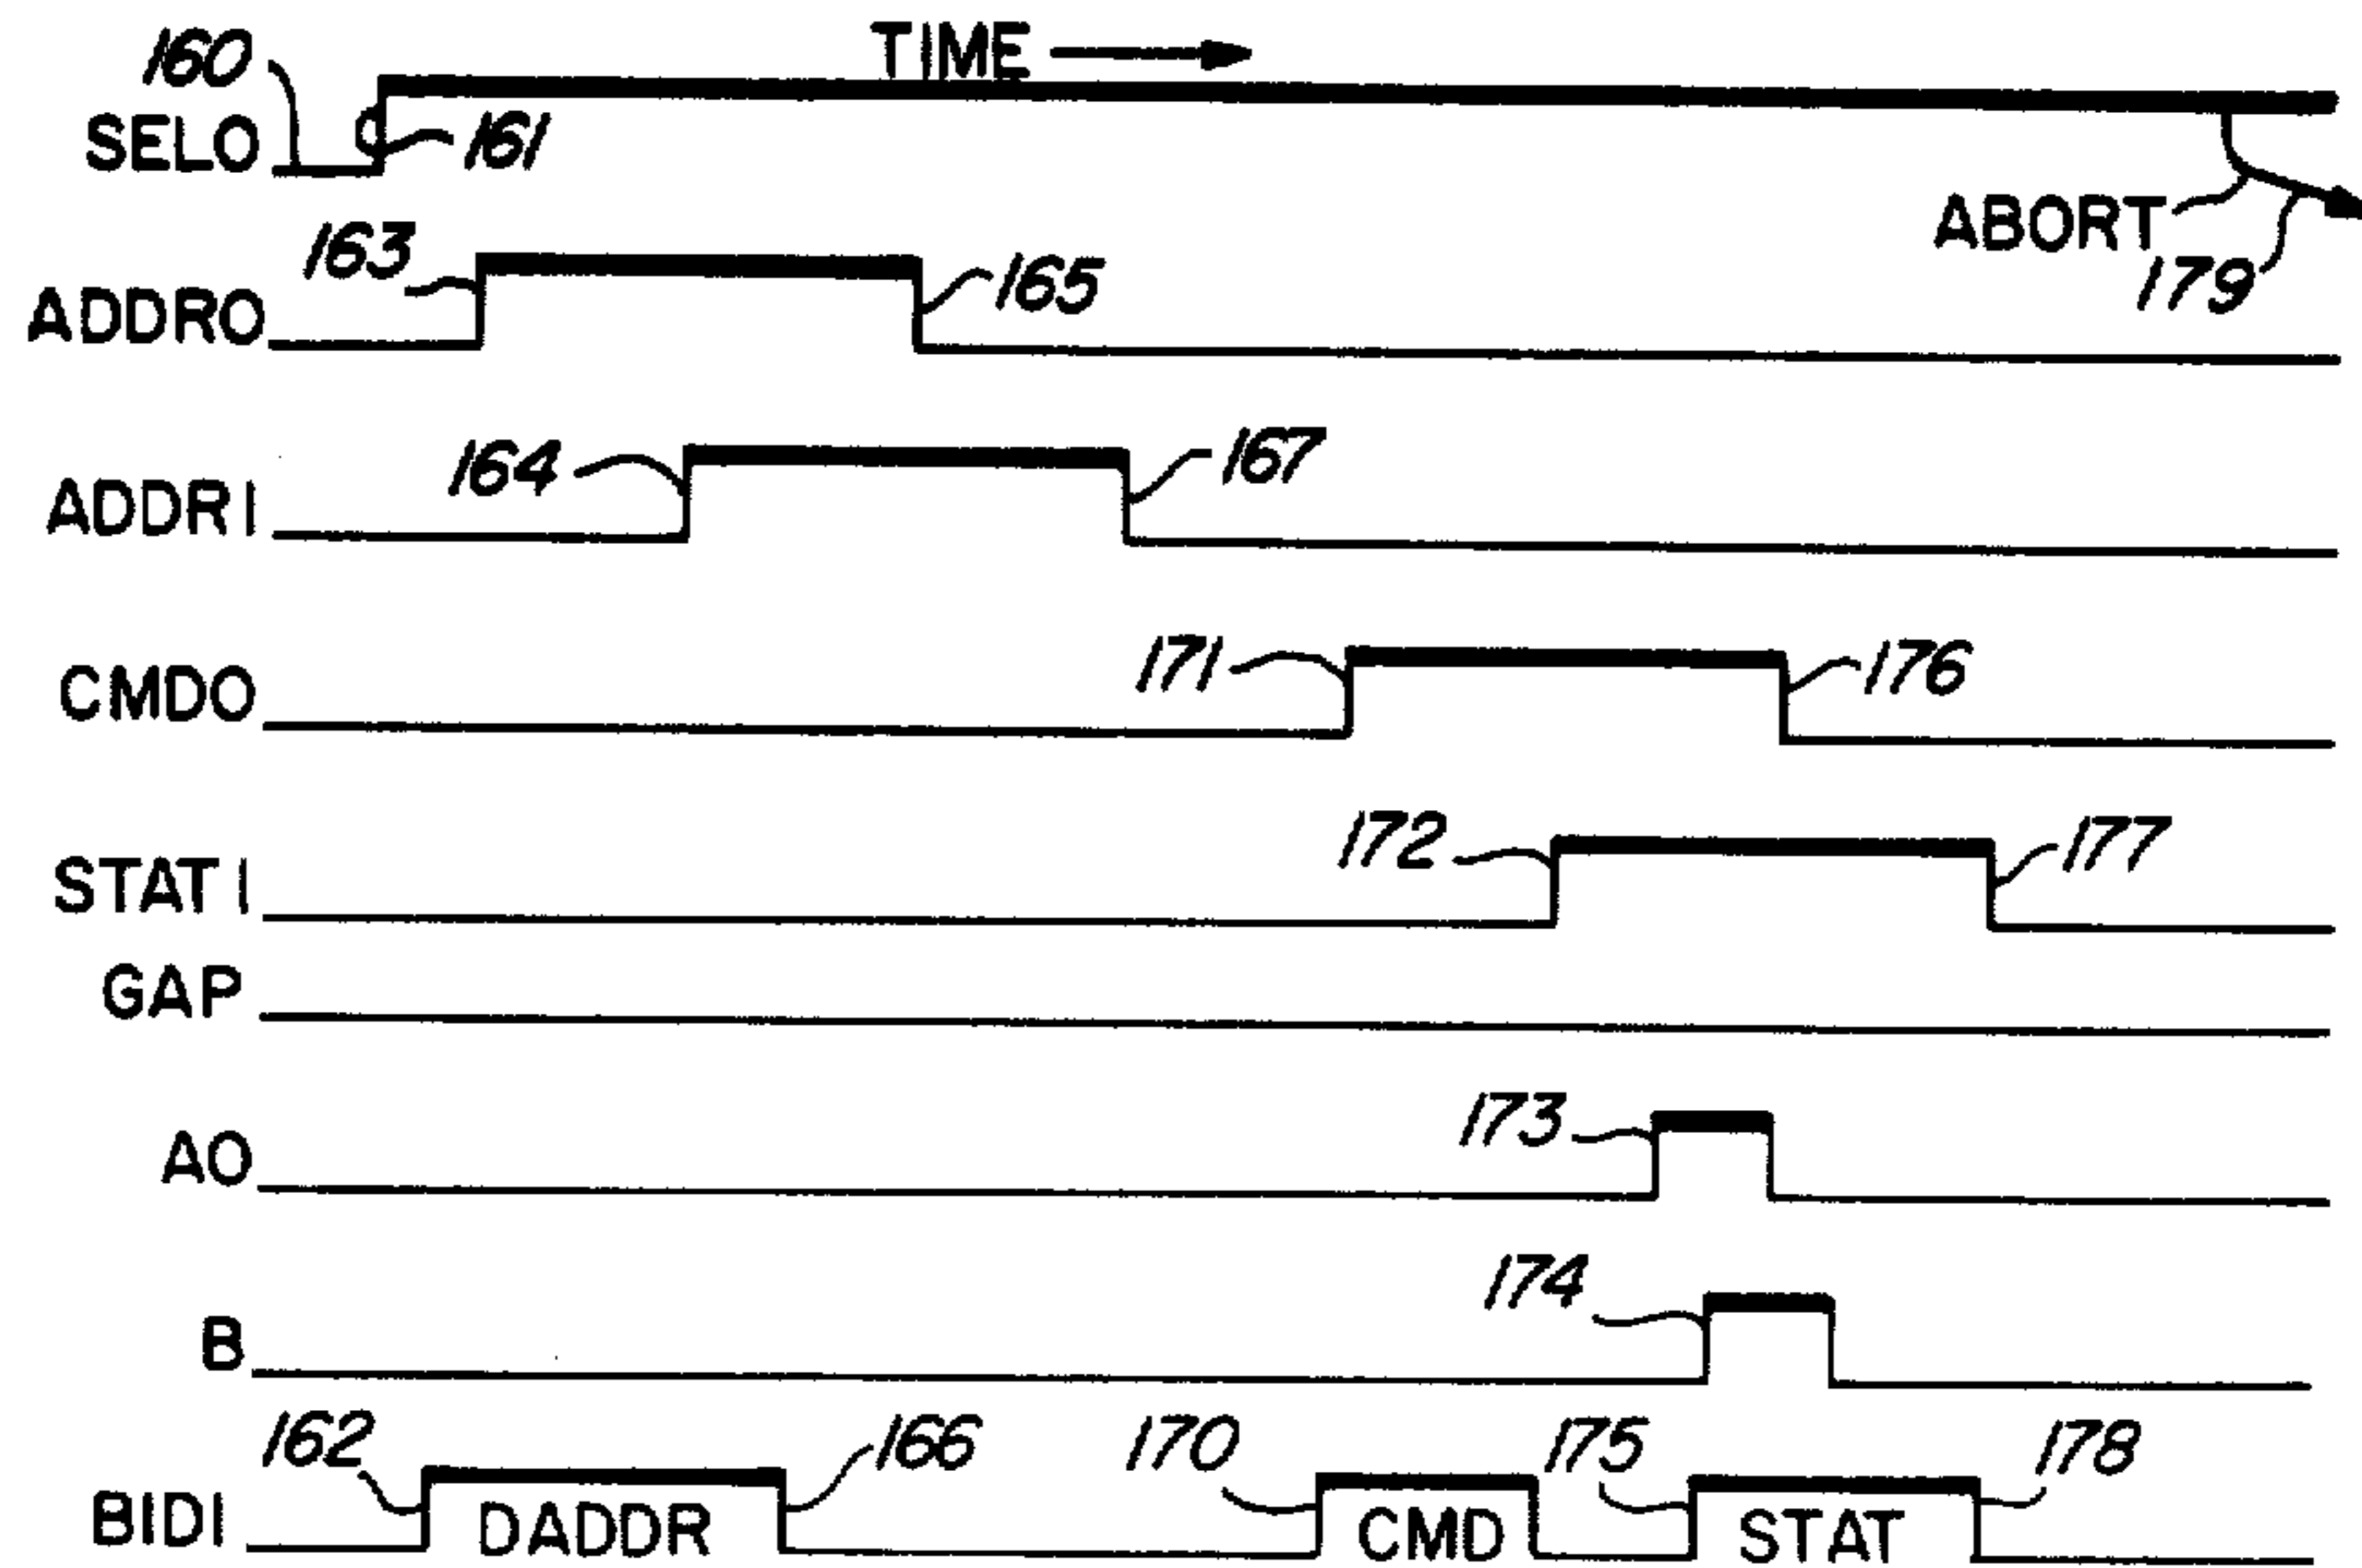 TIME
160
SELO
161
ABORT
179
163
ADDRO
165
164
167
ADDRI
171
176
CMDO
172
177
STATI
GAP
173
AO
174
B
162
166
170
175
178
BIDI
DADDR
CMD
STAT